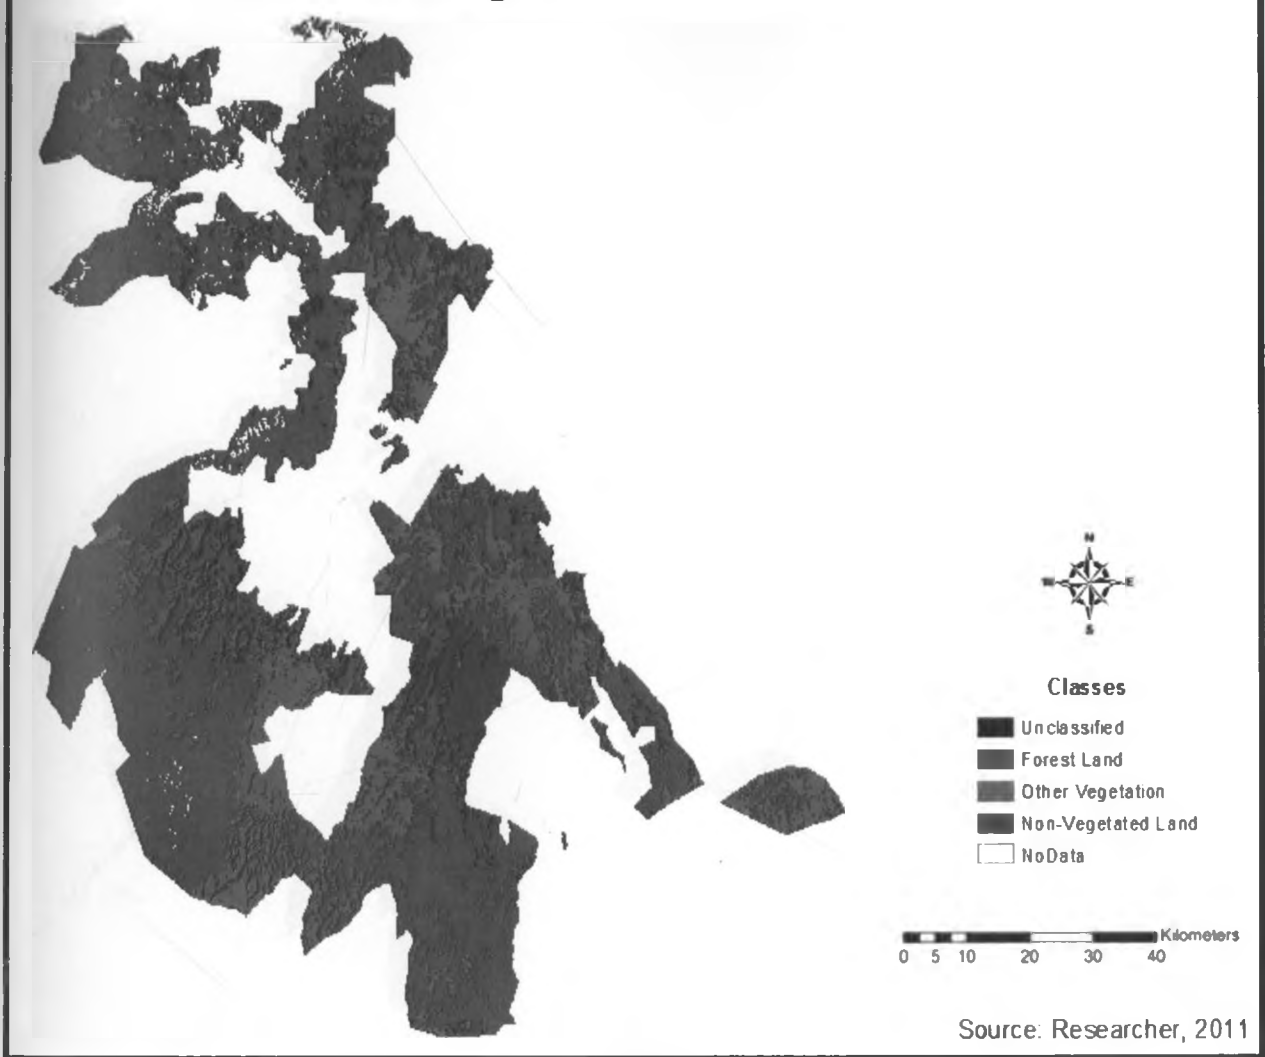 N
W E
S
Classes
Unclassified
Forest Land
Other Vegetation
Non-Vegetated Land
NoData
Kilometers
0 5 10 20 30 40
Source: Researcher, 2011